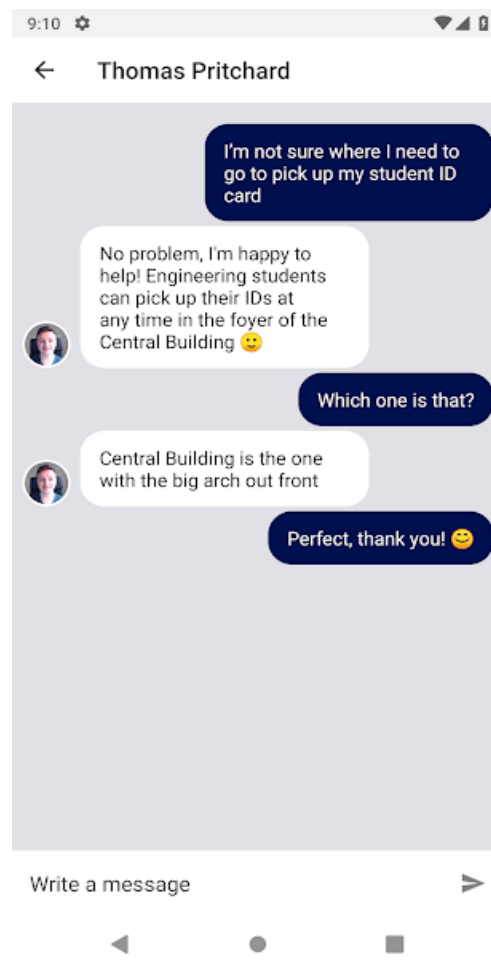 9:10
Thomas Pritchard
I'm not sure where I need to
go to pick up my student ID
card
No problem, I'm happy to
help! Engineering students
can pick up their IDs at
any time in the foyer of the
Central Building 🙂
Which one is that?
Central Building is the one
with the big arch out front
Perfect, thank you! 😊
Write a message